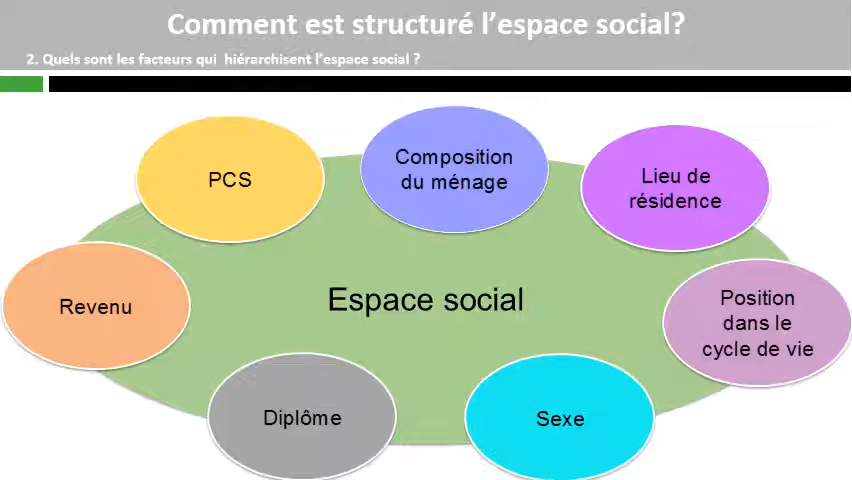 Comment est structuré l’espace social?
2. Quels sont les facteurs qui hiérarchisent l’espace social ?
PCS
Composition
du ménage
Lieu de
résidence
Revenu
Espace social
Position
dans le
cycle de vie
Diplôme
Sexe